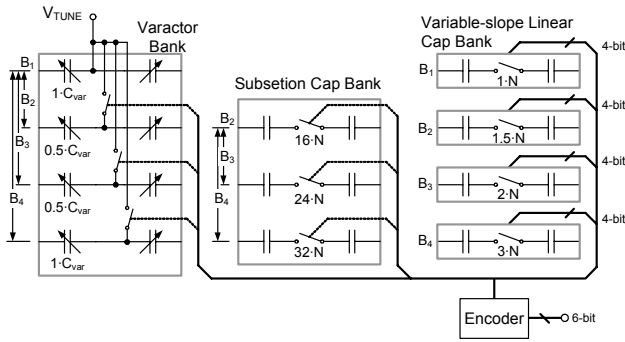 V_TUNE
Varactor
Bank
B1
1·Cvar
B2
B3
0.5·Cvar
B4
0.5·Cvar
1·Cvar
Subsetion Cap Bank
B2
B3
B4
16·N
24·N
32·N
Variable-slope Linear
Cap Bank
4-bit
B1
1·N
4-bit
B2
1.5·N
4-bit
B3
2·N
4-bit
B4
3·N
Encoder
6-bit